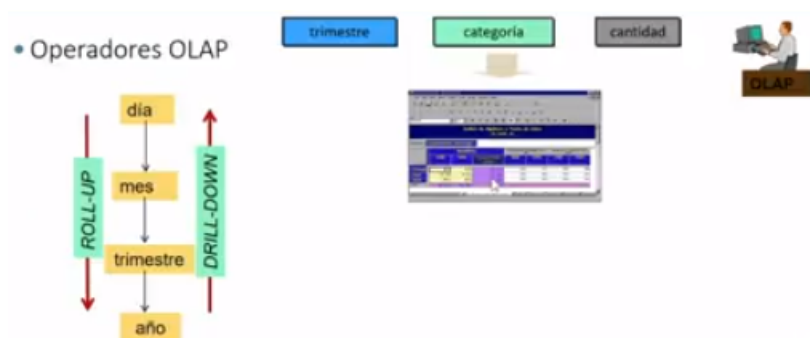 • Operadores OLAP
trimestre
categoría
cantidad
OLAP
día
mes
trimestre
año
ROLL-UP
DRILL-DOWN